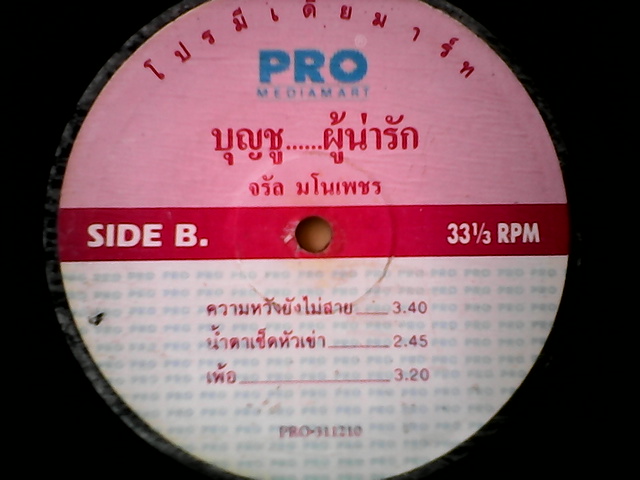 โปรมีเดียมาร์ท
PRO
MEDIAMART
บุญชู......ผู้น่ารัก
จรัล มโนเพชร
SIDE B. 33⅓ RPM
ความหวังยังไม่สาย 3.40
น้ำตาเช็ดหัวเข่า 2.45
เพ้อ 3.20
PRO-311210